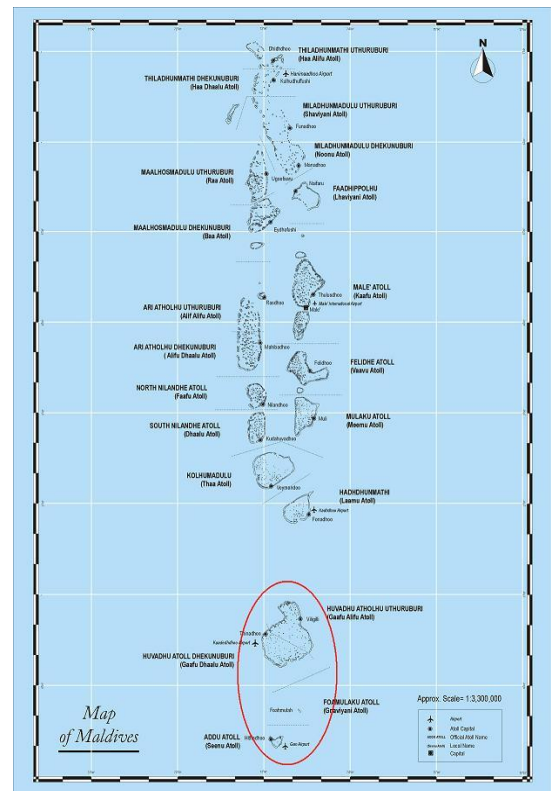 N
Dhidhdhoo
THILADHUNMATHI UTHURUBURI
(Haa Alifu Atoll)
Hanimaadhoo Airport
Kulhudhuffushi
THILADHUNMATHI DHEKUNUBURI
(Haa Dhaalu Atoll)
MILADHUNMADULU UTHURUBURI
(Shaviyani Atoll)
Funadhoo
MILADHUNMADULU DHEKUNUBURI
(Noonu Atoll)
Manadhoo
MAALHOSMADULU UTHURUBURI
(Raa Atoll)
Ugoofaaru
Naifaru
FAADHIPPOLHU
(Lhaviyani Atoll)
MAALHOSMADULU DHEKUNUBURI
(Baa Atoll)
Eydhafushi
MALE' ATOLL
(Kaafu Atoll)
Thulusdhoo
Male' International Airport
Male'
ARI ATHOLHU UTHURUBURI
(Alif Alifu Atoll)
Rasdhoo
ARI ATHOLHU DHEKUNUBURI
( Alifu Dhaalu Atoll)
Mahibadhoo
Felidhoo
FELIDHE ATOLL
(Vaavu Atoll)
NORTH NILANDHE ATOLL
(Faafu Atoll)
Nilandhoo
Muli
MULAKU ATOLL
(Meemu Atoll)
SOUTH NILANDHE ATOLL
(Dhaalu Atoll)
Kudahuvadhoo
KOLHUMADULU
(Thaa Atoll)
Veymandoo
HADHDHUNMATHI
(Laamu Atoll)
Kadhdhoo Airport
Fonadhoo
HUVADHU ATHOLHU UTHURUBURI
(Gaafu Alifu Atoll)
Viligilli
Thinadhoo
Kaadedhdhoo Airport
HUVADHU ATOLL DHEKUNUBURI
(Gaafu Dhaalu Atoll)
FOAMULAKU ATOLL
(Gnaviyani Atoll)
Foahmulah
ADDU ATOLL
(Seenu Atoll)
Hithadhoo
Gan Airport
Map
of Maldives
Approx. Scale= 1:3,300,000
Airport
Atoll Capital
Official Atoll Name
Local Name
Capital